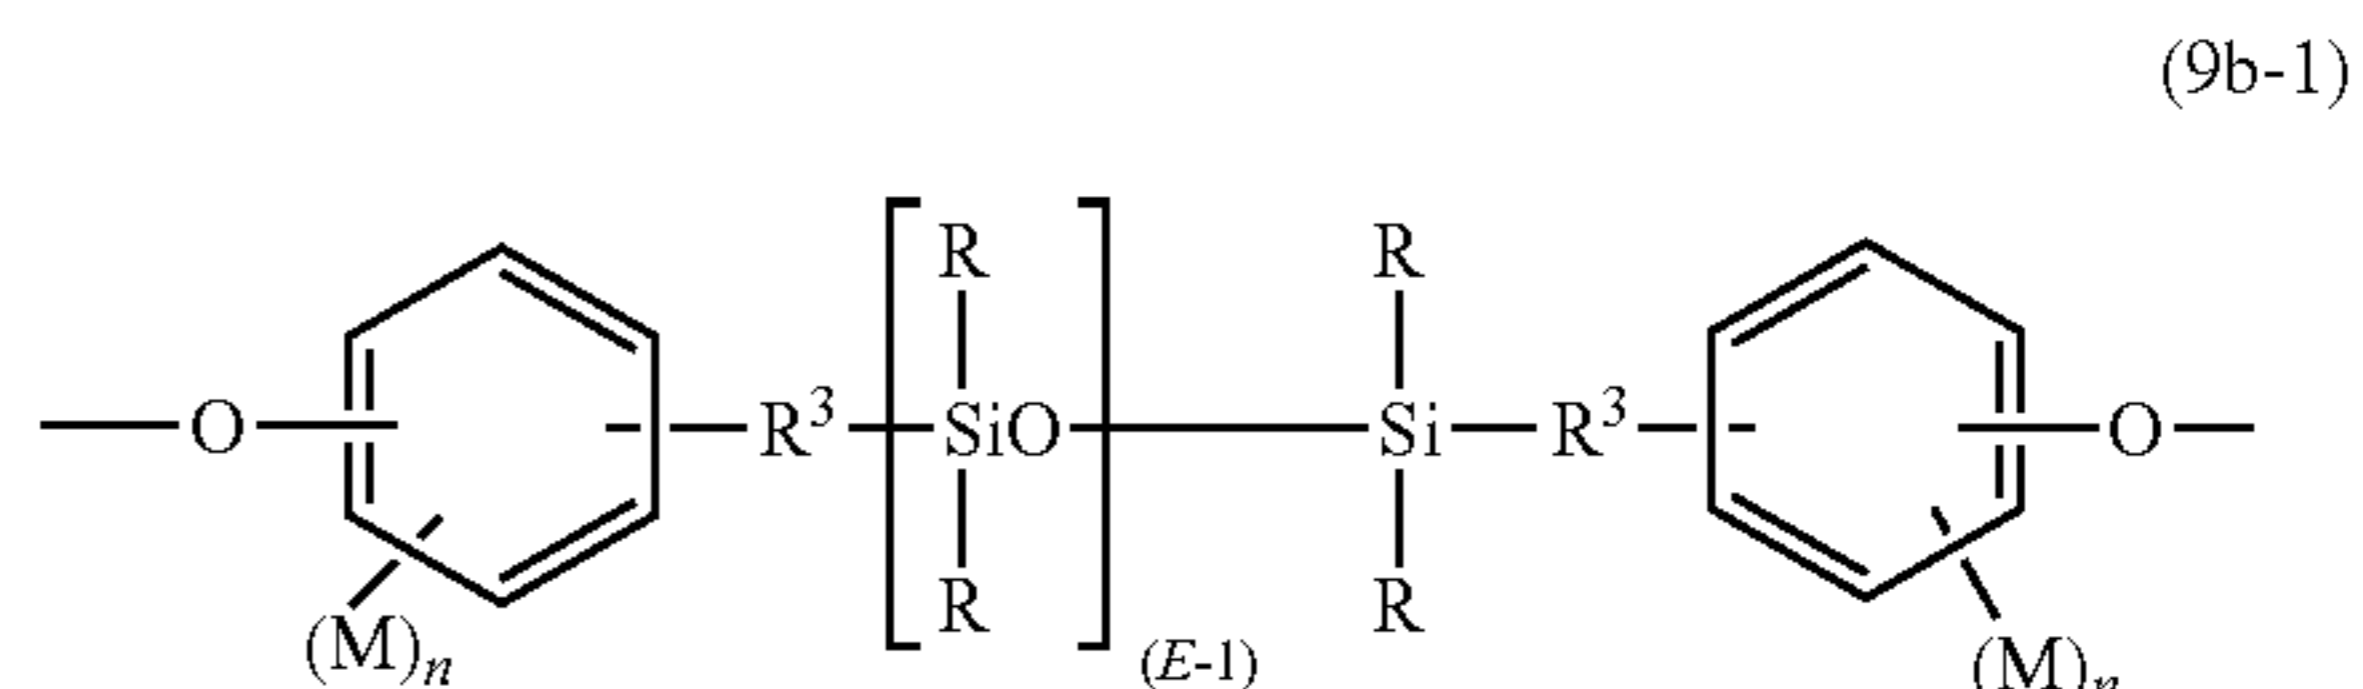 (9b-1)
R R
O R³ SiO Si R³ O
R R
(M)n (E-1) (M)n